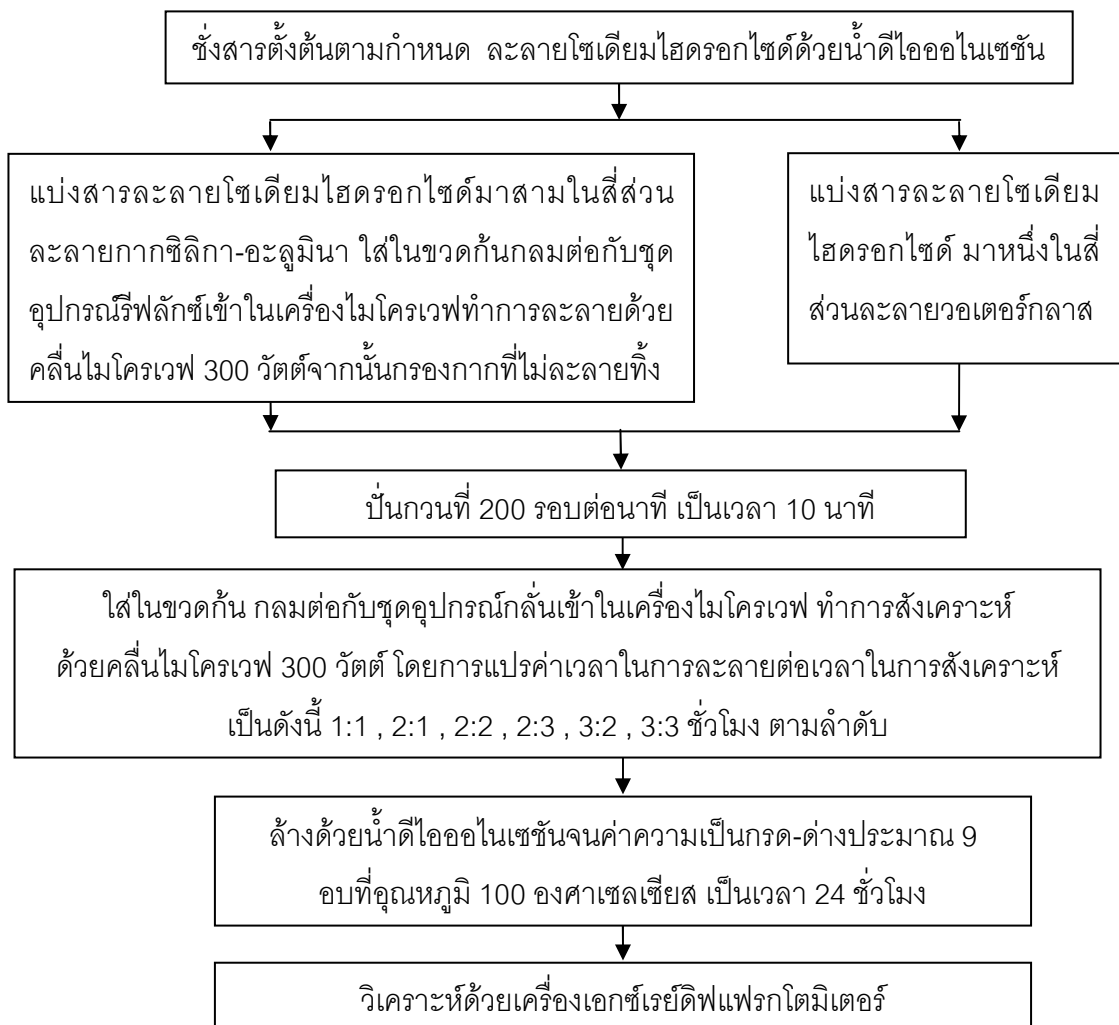 ชั่งสารตั้งต้นตามกำหนด ละลายโซเดียมไฮดรอกไซด์ด้วยน้ำดีไอออไนเซชัน
แบ่งสารละลายโซเดียมไฮดรอกไซด์มาสามในสี่ส่วน
ละลายกากซิลิกา-อะลูมินา ใส่ในขวดก้นกลมต่อกับชุด
อุปกรณ์รีฟลักซ์เข้าในเครื่องไมโครเวฟทำการละลายด้วย
คลื่นไมโครเวฟ 300 วัตต์จากนั้นกรองกากที่ไม่ละลายทิ้ง
แบ่งสารละลายโซเดียม
ไฮดรอกไซด์ มาหนึ่งในสี่
ส่วนละลายวอเตอร์กลาส
ปั่นกวนที่ 200 รอบต่อนาที เป็นเวลา 10 นาที
ใส่ในขวดก้น กลมต่อกับชุดอุปกรณ์กลั่นเข้าในเครื่องไมโครเวฟ ทำการสังเคราะห์
ด้วยคลื่นไมโครเวฟ 300 วัตต์ โดยการแปรค่าเวลาในการละลายต่อเวลาในการสังเคราะห์
เป็นดังนี้ 1:1 , 2:1 , 2:2 , 2:3 , 3:2 , 3:3 ชั่วโมง ตามลำดับ
ล้างด้วยน้ำดีไอออไนเซชันจนค่าความเป็นกรด-ด่างประมาณ 9
อบที่อุณหภูมิ 100 องศาเซลเซียส เป็นเวลา 24 ชั่วโมง
วิเคราะห์ด้วยเครื่องเอกซ์เรย์ดิฟแฟรกโตมิเตอร์